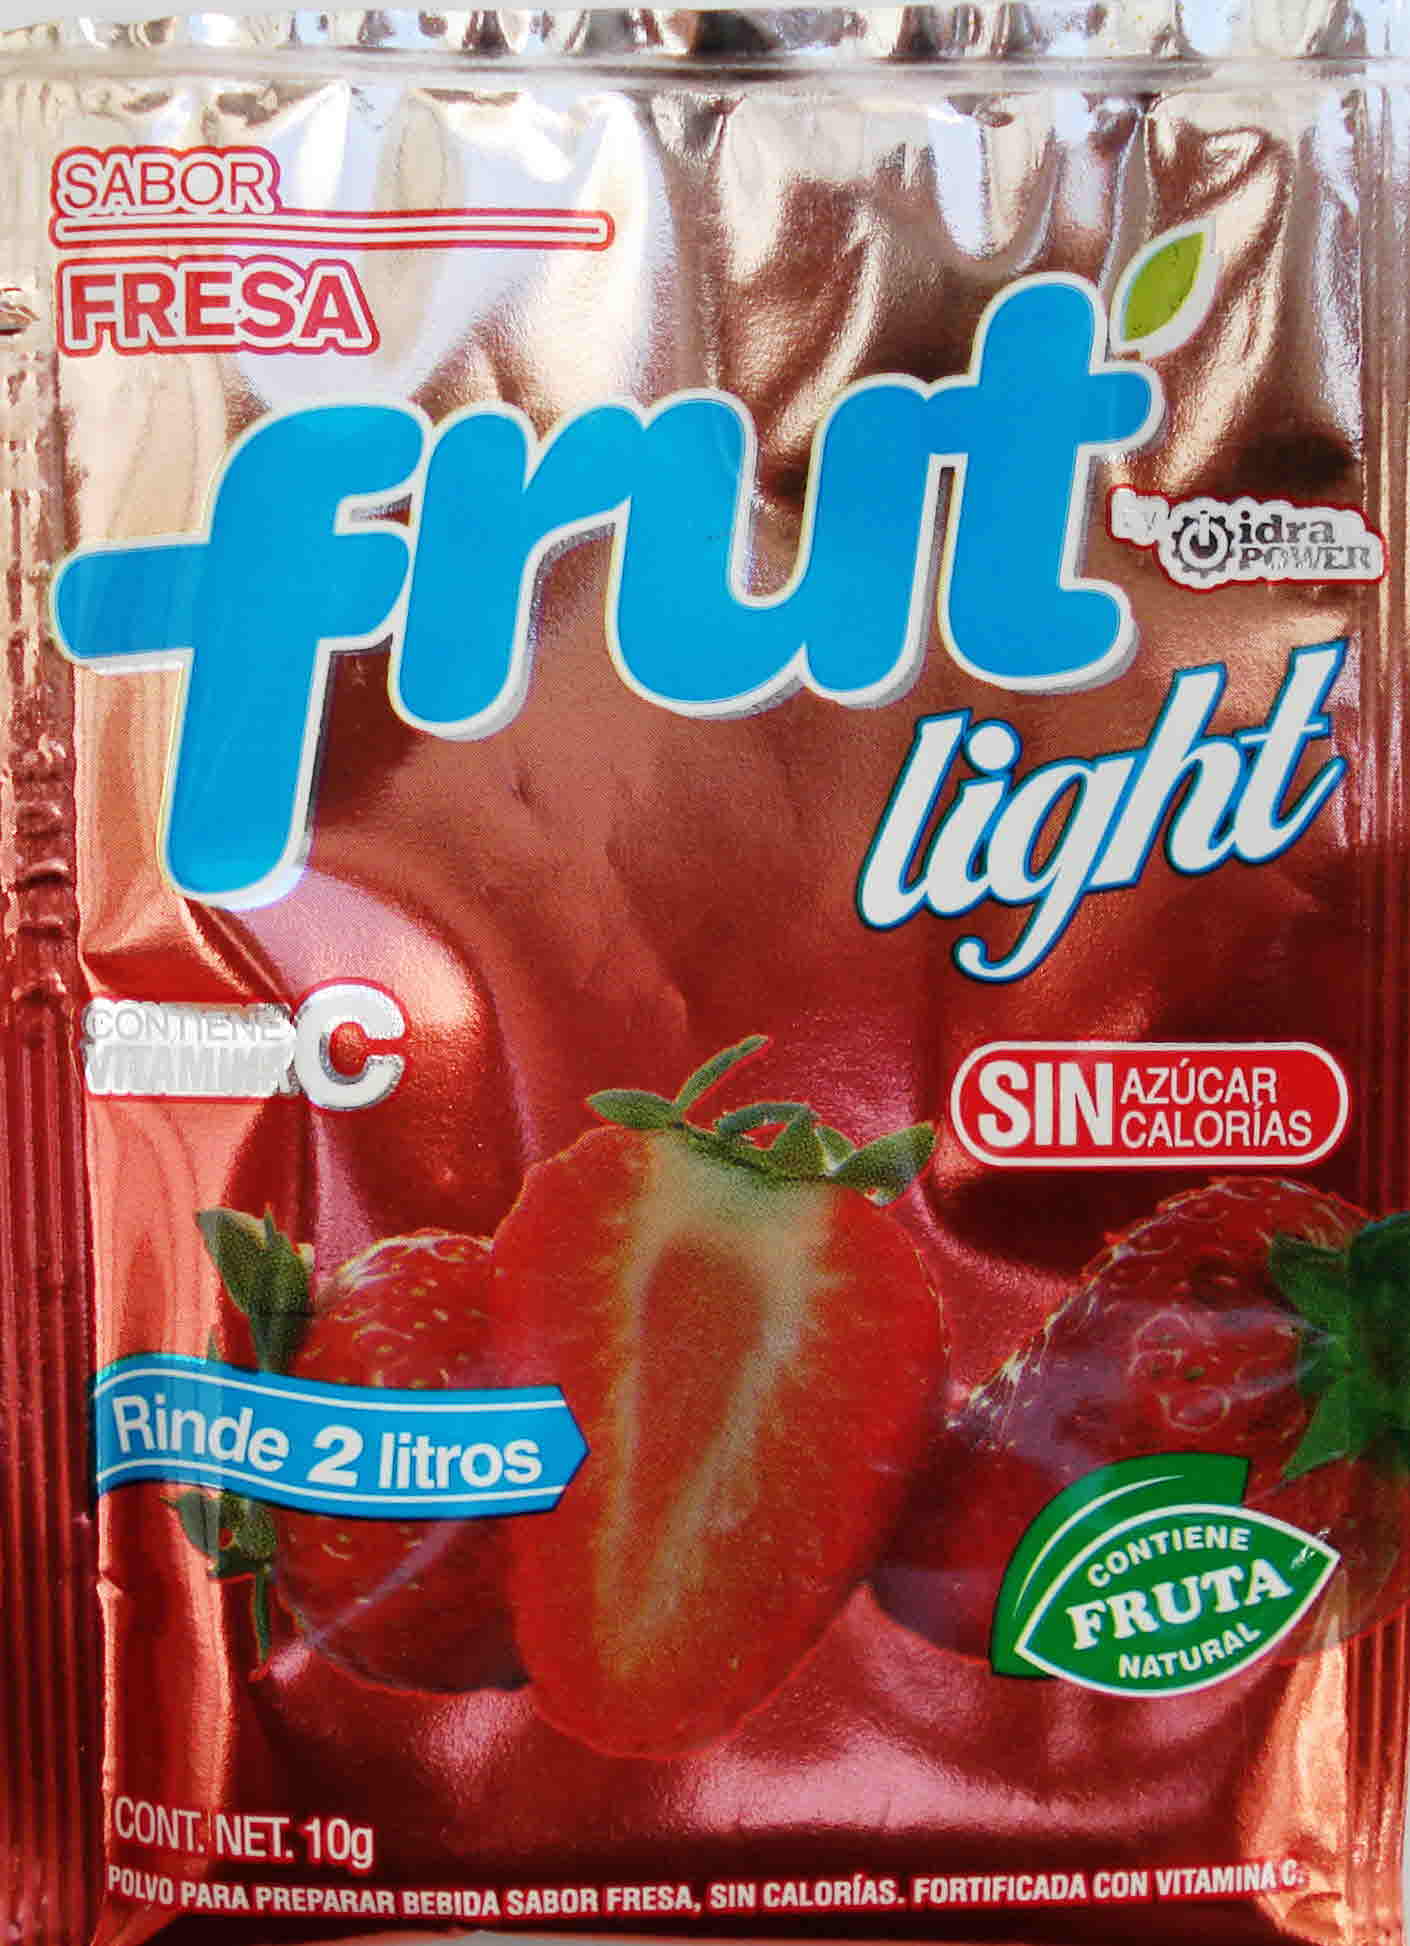 SABOR
FRESA
frut
by idra
POWER
light
CONTIENE
VITAMINA C
SIN AZÚCAR
CALORÍAS
Rinde 2 litros
CONTIENE
FRUTA
NATURAL
CONT. NET. 10g
POLVO PARA PREPARAR BEBIDA SABOR FRESA, SIN CALORÍAS. FORTIFICADA CON VITAMINA C.